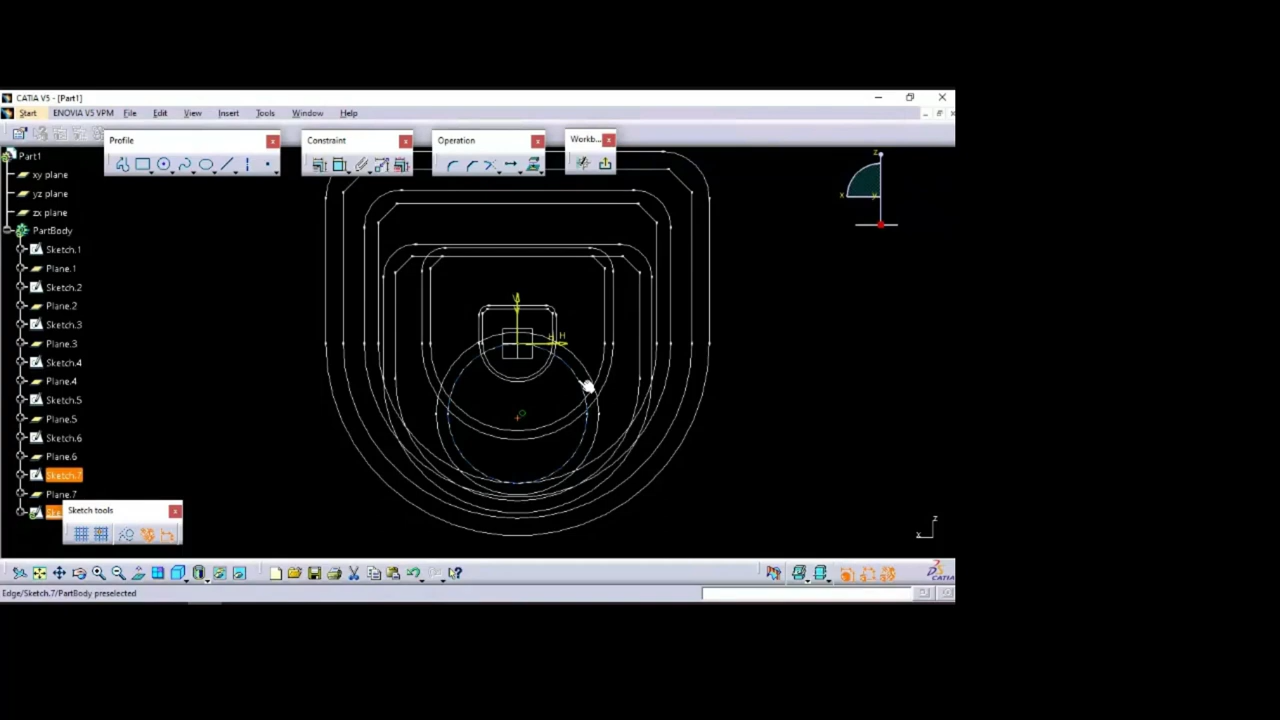 CATIA V5 - [Part1]
Start ENOVIA V5 VPM File Edit View Insert Tools Window Help
Profile
Constraint
Operation
Workb...
Part1
xy plane
yz plane
zx plane
PartBody
Sketch.1
Plane.1
Sketch.2
Plane.2
Sketch.3
Plane.3
Sketch.4
Plane.4
Sketch.5
Plane.5
Sketch.6
Plane.6
Sketch.7
Plane.7
Sketch tools
V
H H
z
x
y
z
x
CATIA
Edge/Sketch.7/PartBody preselected